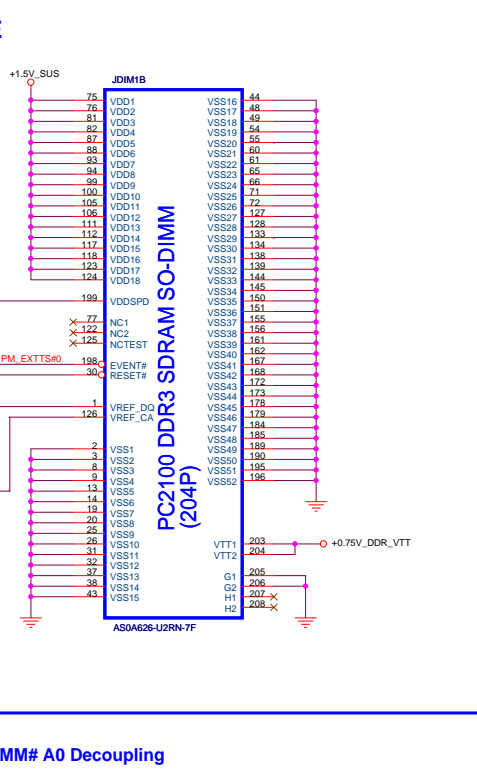 +1.5V_SUS
JDIM1B
75 VDD1 VSS16 44
76 VDD2 VSS17 48
81 VDD3 VSS18 49
82 VDD4 VSS19 54
87 VDD5 VSS20 55
88 VDD6 VSS21 60
93 VDD7 VSS22 61
94 VDD8 VSS23 65
99 VDD9 VSS24 66
100 VDD10 VSS25 71
105 VDD11 VSS26 72
106 VDD12 VSS27 127
111 VDD13 VSS28 128
112 VDD14 VSS29 133
117 VDD15 VSS30 134
118 VDD16 VSS31 138
123 VDD17 VSS32 139
124 VDD18 VSS33 144
VSS34 145
199 VDDSPD VSS35 150
VSS36 151
77 NC1 VSS37 155
122 NC2 VSS38 156
125 NCTEST VSS39 161
VSS40 162
PM_EXTTS#0 198 EVENT# VSS41 167
30 RESET# VSS42 168
VSS43 172
VSS44 173
1 VREF_DQ VSS45 178
126 VREF_CA VSS46 179
VSS47 184
VSS48 185
2 VSS1 VSS49 189
3 VSS2 VSS50 190
8 VSS3 VSS51 195
9 VSS4 VSS52 196
13 VSS5
14 VSS6
19 VSS7
20 VSS8
25 VSS9
26 VSS10 VTT1 203 +0.75V_DDR_VTT
31 VSS11 VTT2 204
32 VSS12
37 VSS13 G1 205
38 VSS14 G2 206
43 VSS15 H1 207
H2 208
PC2100 DDR3 SDRAM SO-DIMM
(204P)
AS0A626-U2RN-7F
MM# A0 Decoupling